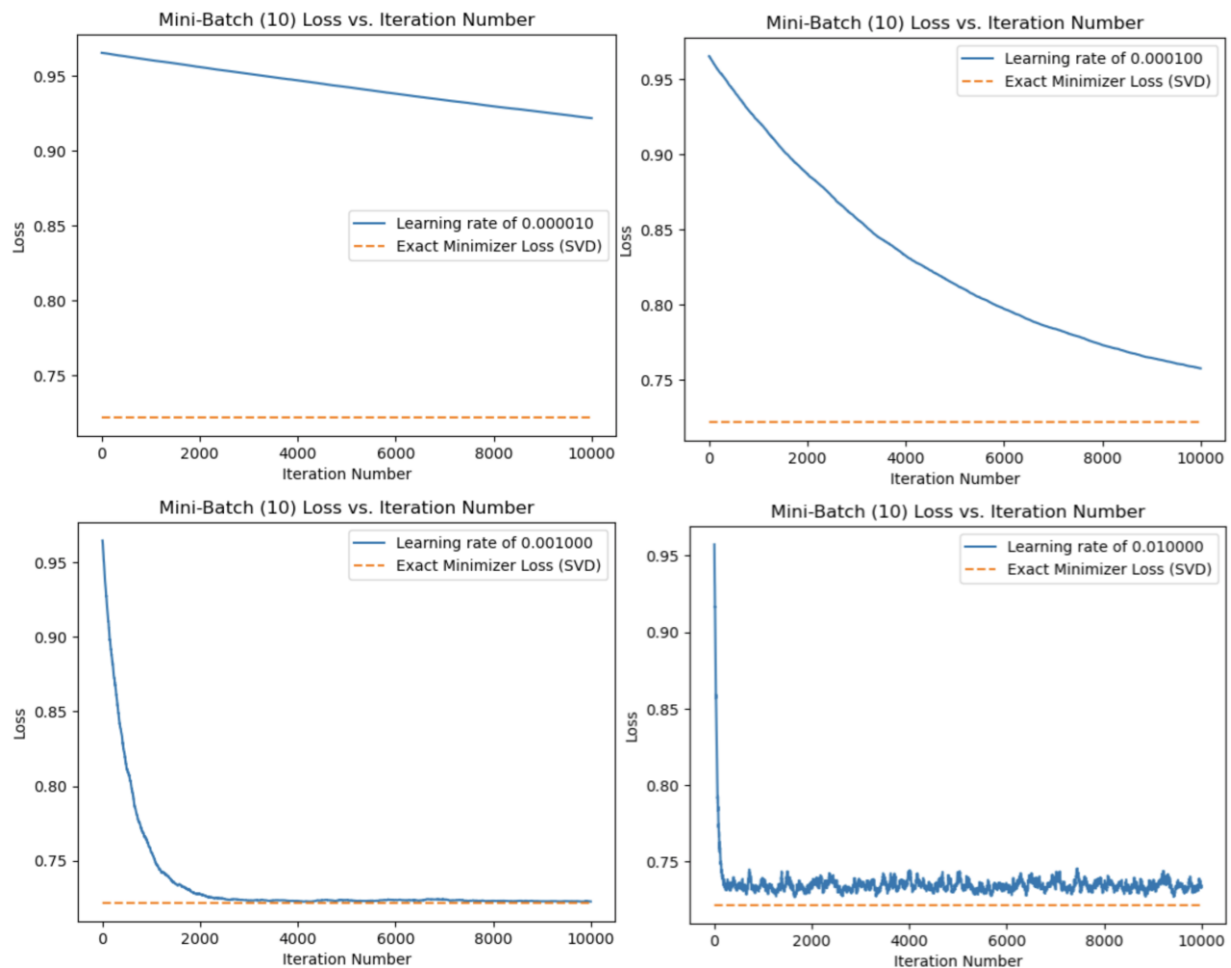 Mini-Batch (10) Loss vs. Iteration Number
0.95
0.90
0.85
0.80
0.75
Loss
Learning rate of 0.000010
Exact Minimizer Loss (SVD)
0 2000 4000 6000 8000 10000
Iteration Number
Mini-Batch (10) Loss vs. Iteration Number
0.95
0.90
0.85
0.80
0.75
Loss
Learning rate of 0.000100
Exact Minimizer Loss (SVD)
0 2000 4000 6000 8000 10000
Iteration Number
Mini-Batch (10) Loss vs. Iteration Number
0.95
0.90
0.85
0.80
0.75
Loss
Learning rate of 0.001000
Exact Minimizer Loss (SVD)
0 2000 4000 6000 8000 10000
Iteration Number
Mini-Batch (10) Loss vs. Iteration Number
0.95
0.90
0.85
0.80
0.75
Loss
Learning rate of 0.010000
Exact Minimizer Loss (SVD)
0 2000 4000 6000 8000 10000
Iteration Number